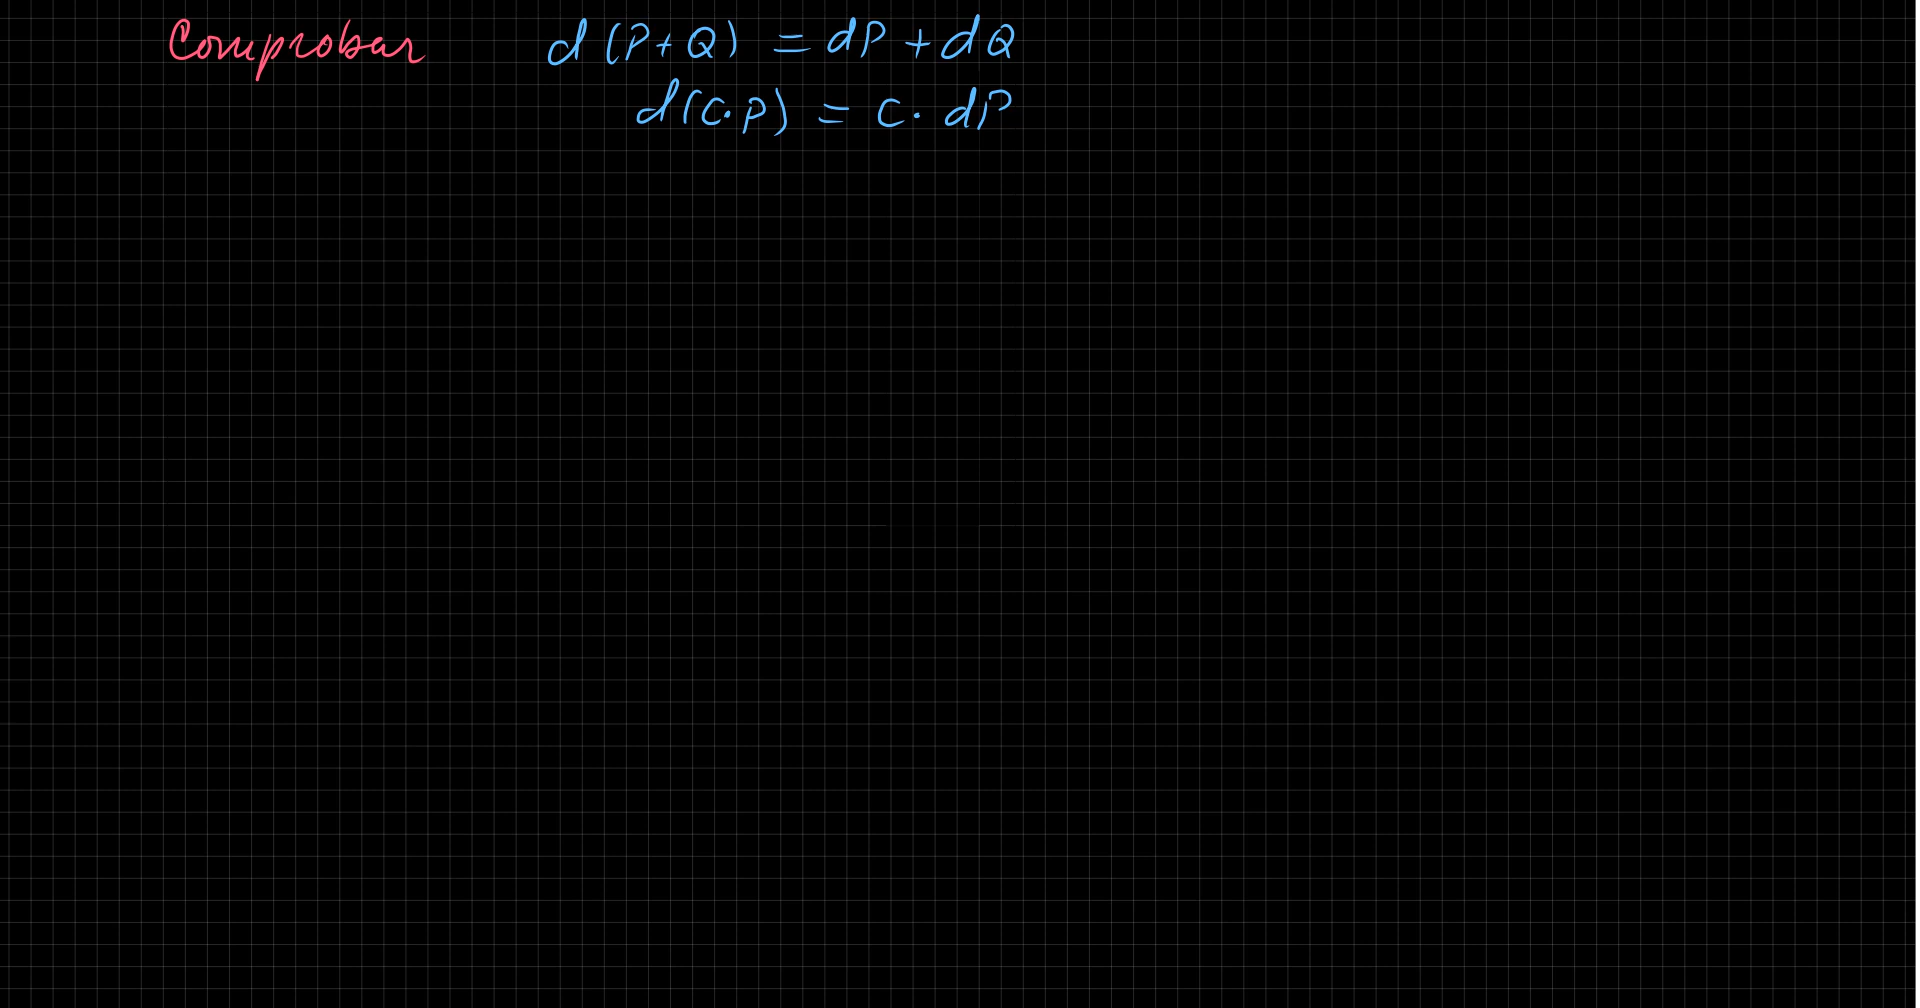 Comprobar d(P+Q) = dP + dQ
d(c·P) = c·dP